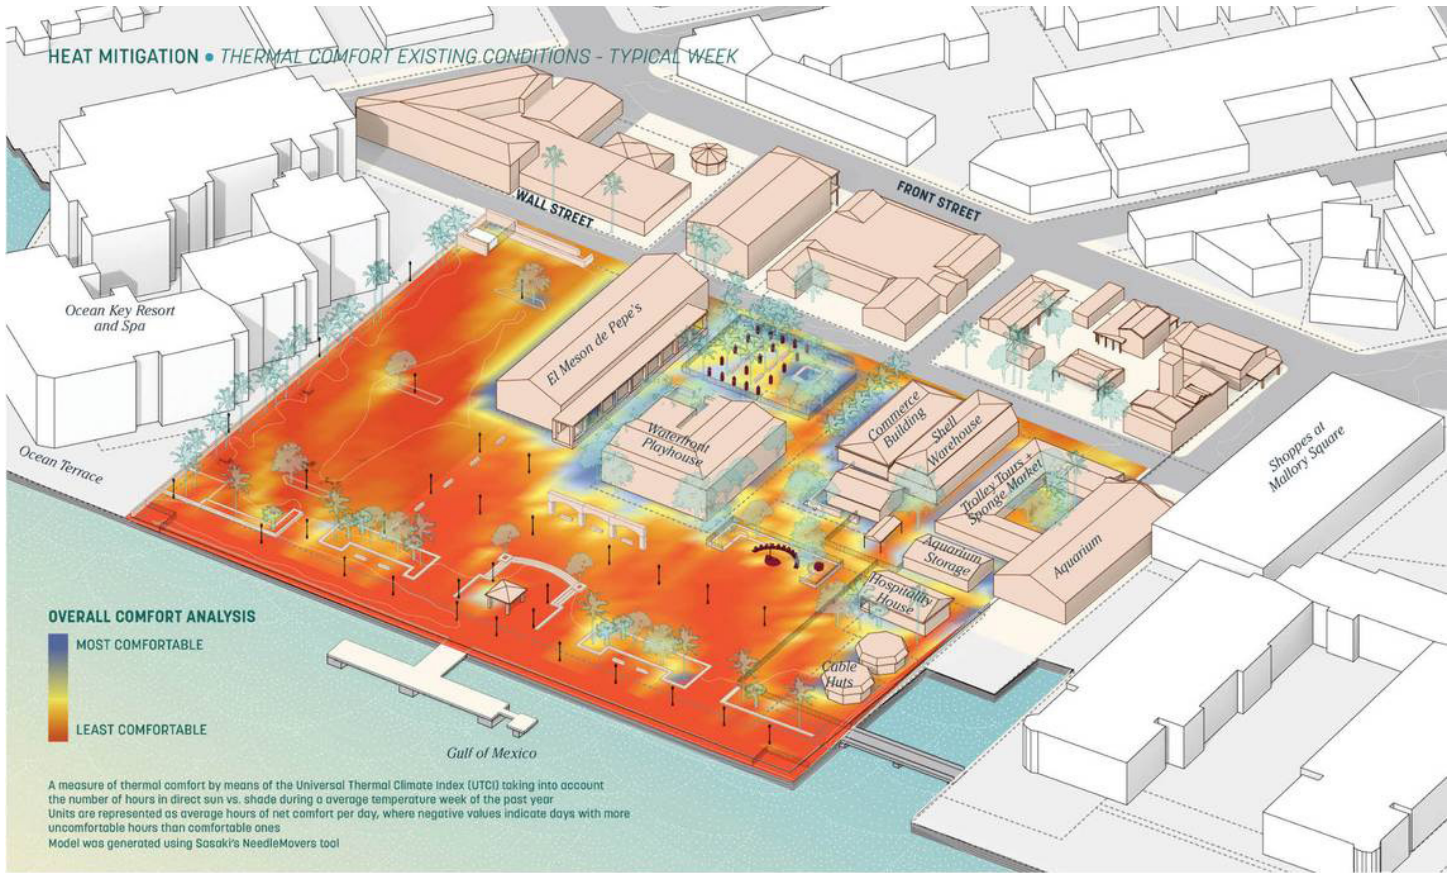 HEAT MITIGATION • THERMAL COMFORT EXISTING CONDITIONS - TYPICAL WEEK
WALL STREET
FRONT STREET
Ocean Key Resort
and Spa
El Meson de Pepe's
Ocean Terrace
Waterfront
Playhouse
Commerce
Building
Shell
Warehouse
Trolley Tours +
Sponge Market
Shoppes at
Mallory Square
Aquarium
Storage
Aquarium
Hospitality
House
Cable
Huts
OVERALL COMFORT ANALYSIS
MOST COMFORTABLE
LEAST COMFORTABLE
Gulf of Mexico
A measure of thermal comfort by means of the Universal Thermal Climate Index (UTCI) taking into account
the number of hours in direct sun vs. shade during a average temperature week of the past year
Units are represented as average hours of net comfort per day, where negative values indicate days with more
uncomfortable hours than comfortable ones
Model was generated using Sasaki's NeedleMovers tool